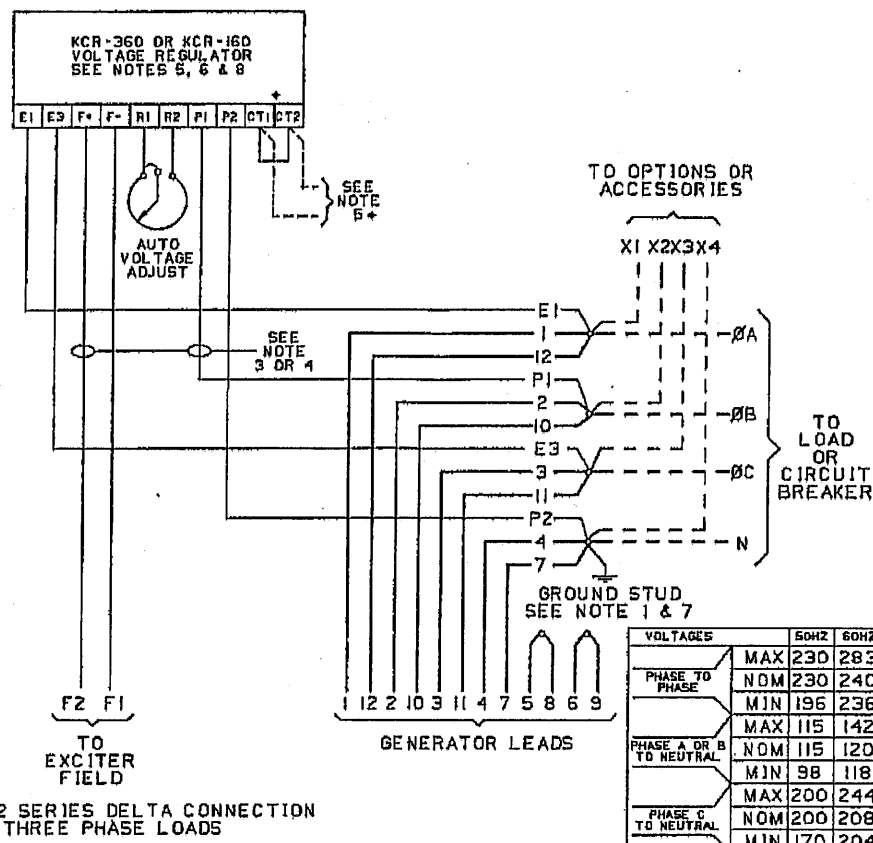 KCR-360 OR KCR-160
VOLTAGE REGULATOR
SEE NOTES 5, 6 & 8
*
E1 E3 F+ F- R1 R2 P1 P2 CT1 CT2
AUTO
VOLTAGE
ADJUST
SEE
NOTE
6*
TO OPTIONS OR
ACCESSORIES
X1 X2 X3 X4
E1
1
12
ØA
SEE
NOTE
3 OR 4
P1
2
10
ØB
E3
3
11
ØC
P2
4
N
7
TO
LOAD
OR
CIRCUIT
BREAKER
GROUND STUD
SEE NOTE 1 & 7
F2 F1
TO
EXCITER
FIELD
1 12 2 10 3 11 4 7 5 8 6 9
GENERATOR LEADS
VOLTAGES 50HZ 60HZ
PHASE TO
PHASE
MAX 230 283
NOM 230 240
MIN 196 236
PHASE A OR B
TO NEUTRAL
MAX 115 142
NOM 115 120
MIN 98 118
PHASE C
TO NEUTRAL
MAX 200 244
NOM 200 208
MIN 170 204
2 SERIES DELTA CONNECTION
THREE PHASE LOADS